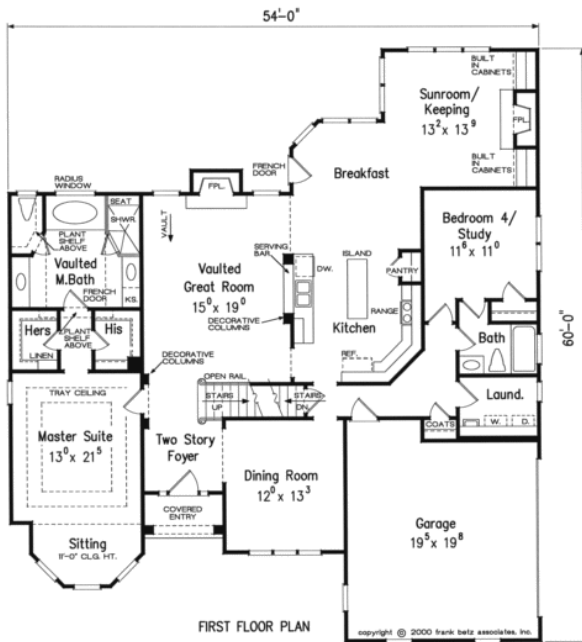 54'-0"
BUILT
IN
CABINETS
Sunroom/
Keeping
13² x 13⁹
FPL.
BUILT
IN
CABINETS
FRENCH
DOOR
Breakfast
RADIUS
WINDOW
FPL.
SEAT
SHWR.
PLANT
SHELF
ABOVE
VAULT
Vaulted
M.Bath
FRENCH
DOOR
KS.
SERVING
BAR
DW.
ISLAND
PANTRY
Bedroom 4/
Study
11⁶ x 11⁰
Vaulted
Great Room
15⁰ x 19⁰
DECORATIVE
COLUMNS
Kitchen
RANGE
REF.
60'-0"
Hers
LINEN
PLANT
SHELF
ABOVE
His
DECORATIVE
COLUMNS
Bath
TRAY CEILING
OPEN RAIL
STAIRS
UP
STAIRS
DN.
Laund.
W.
D.
COATS
Master Suite
13⁰ x 21⁵
Two Story
Foyer
Dining Room
12⁰ x 13³
COVERED
ENTRY
Sitting
11'-0" CLG. HT.
Garage
19⁵ x 19⁸
FIRST FLOOR PLAN
copyright © 2000 frank betz associates, inc.